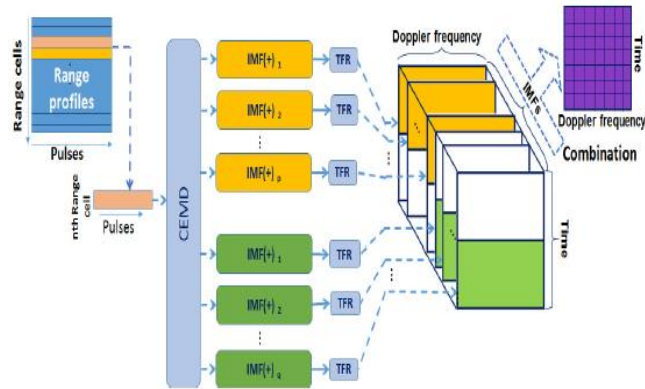 Range cells
Range
profiles
Pulses
nth Range
cell
Pulses
CEMD
IMF(+) 1
TFR
IMF(+) 2
TFR
IMF(+) p
TFR
IMF(+) 1
TFR
IMF(+) 2
TFR
IMF(+) q
TFR
Doppler frequency
IMFs
Time
Time
Doppler frequency
Combination